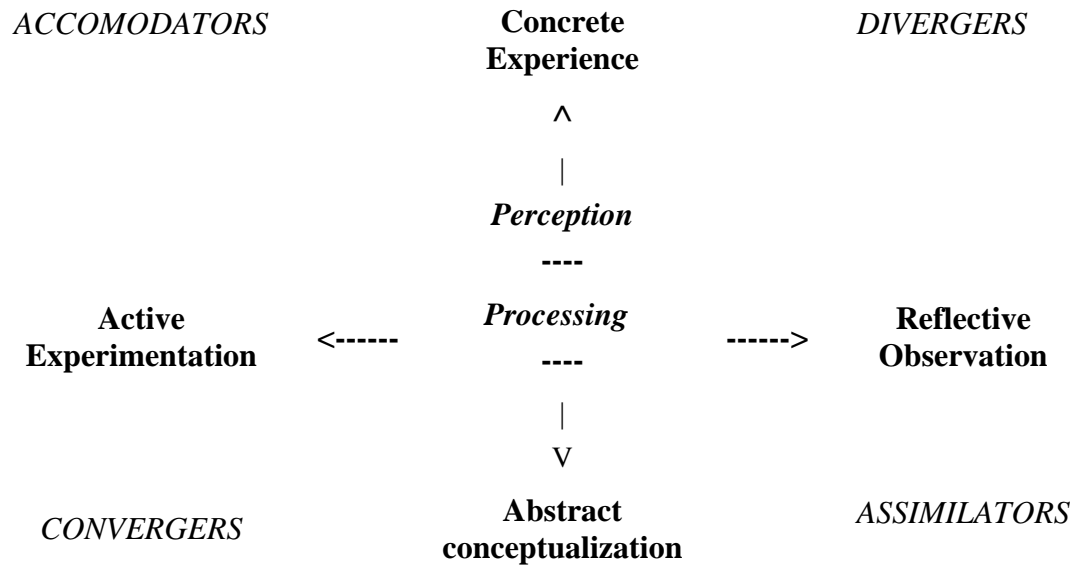 ACCOMODATORS
Concrete
Experience
DIVERGERS
^
|
Perception
----
Active
Experimentation
<------
Processing
------>
Reflective
Observation
----
|
V
CONVERGERS
Abstract
conceptualization
ASSIMILATORS